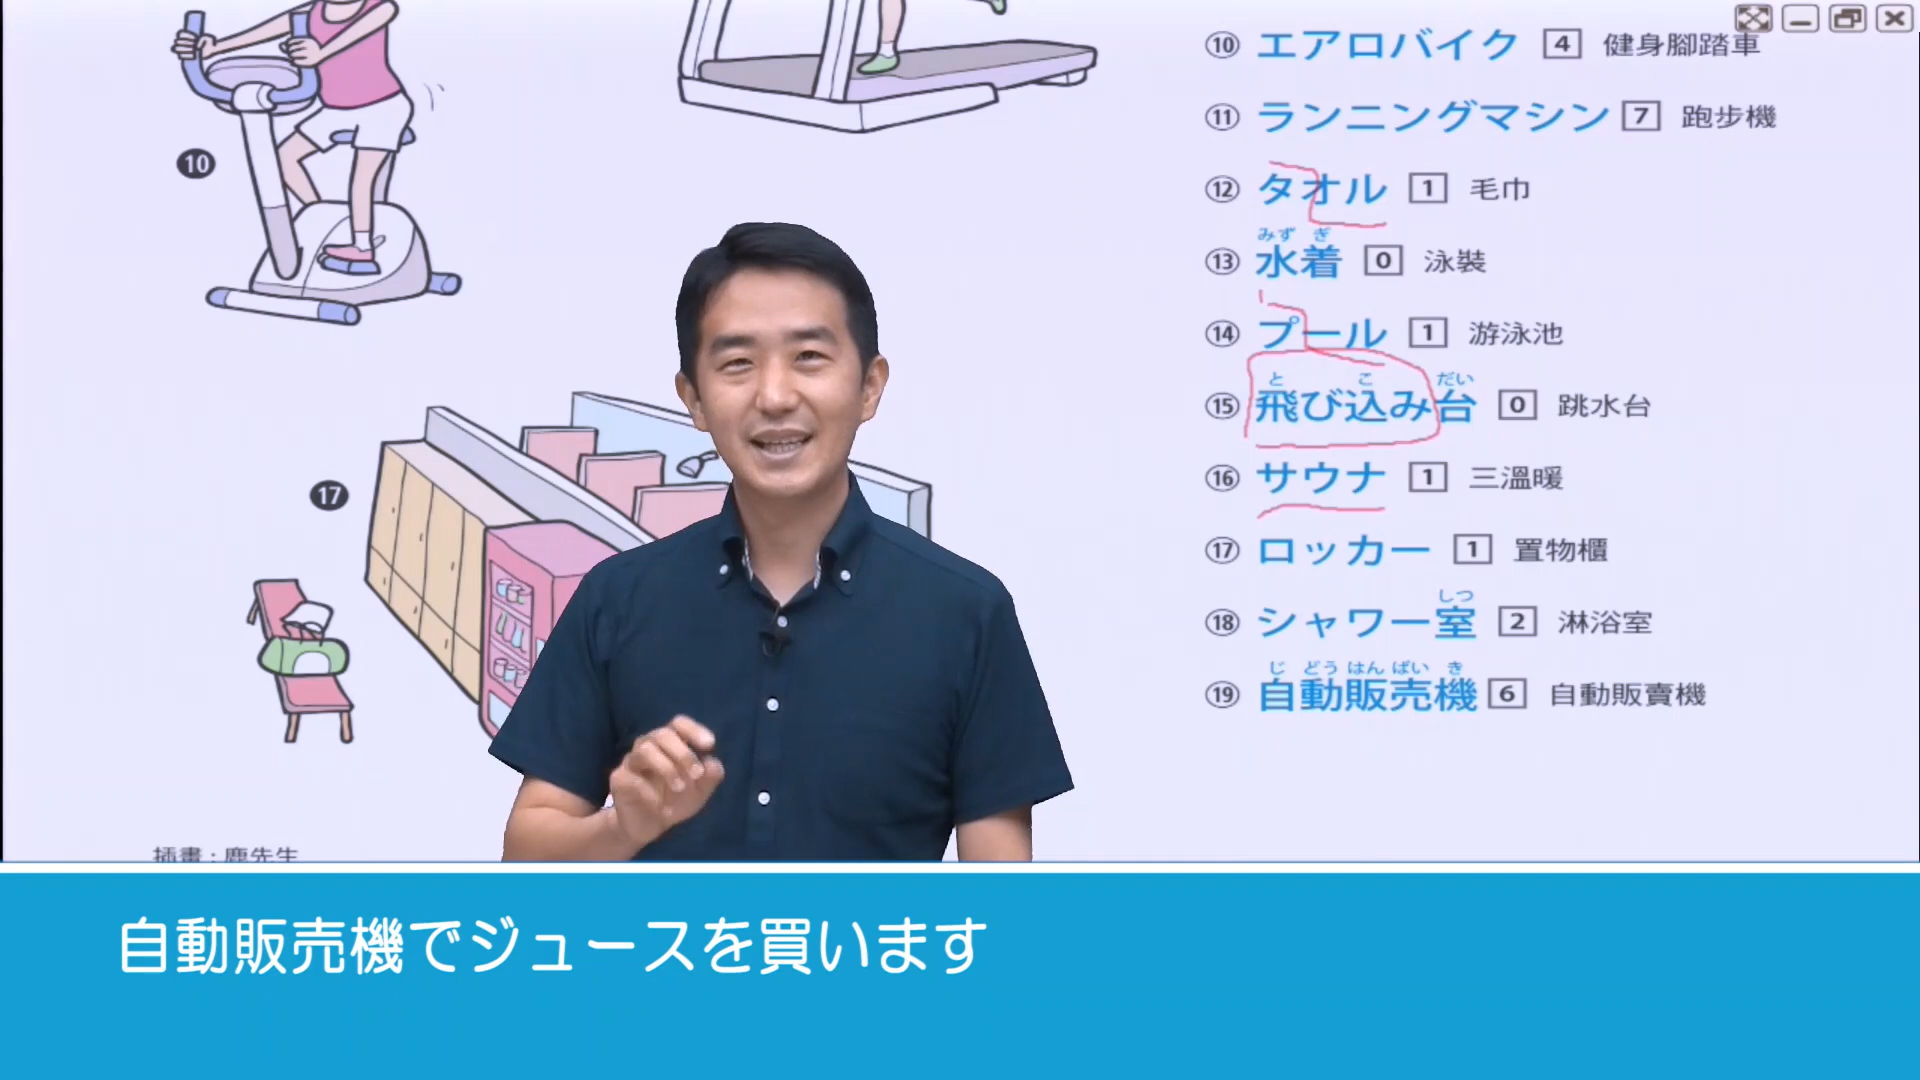 ⑩ エアロバイク 4 健身腳踏車
⑪ ランニングマシン 7 跑步機
⑫ タオル 1 毛巾
みず ぎ
⑬ 水着 0 泳裝
⑭ プール 1 游泳池
と こ だい
⑮ 飛び込み台 0 跳水台
⑯ サウナ 1 三溫暖
⑰ ロッカー 1 置物櫃
しつ
⑱ シャワー室 2 淋浴室
じ どう はん ばい き
⑲ 自動販売機 6 自動販賣機
10
17
插畫:鹿先生
自動販売機でジュースを買います